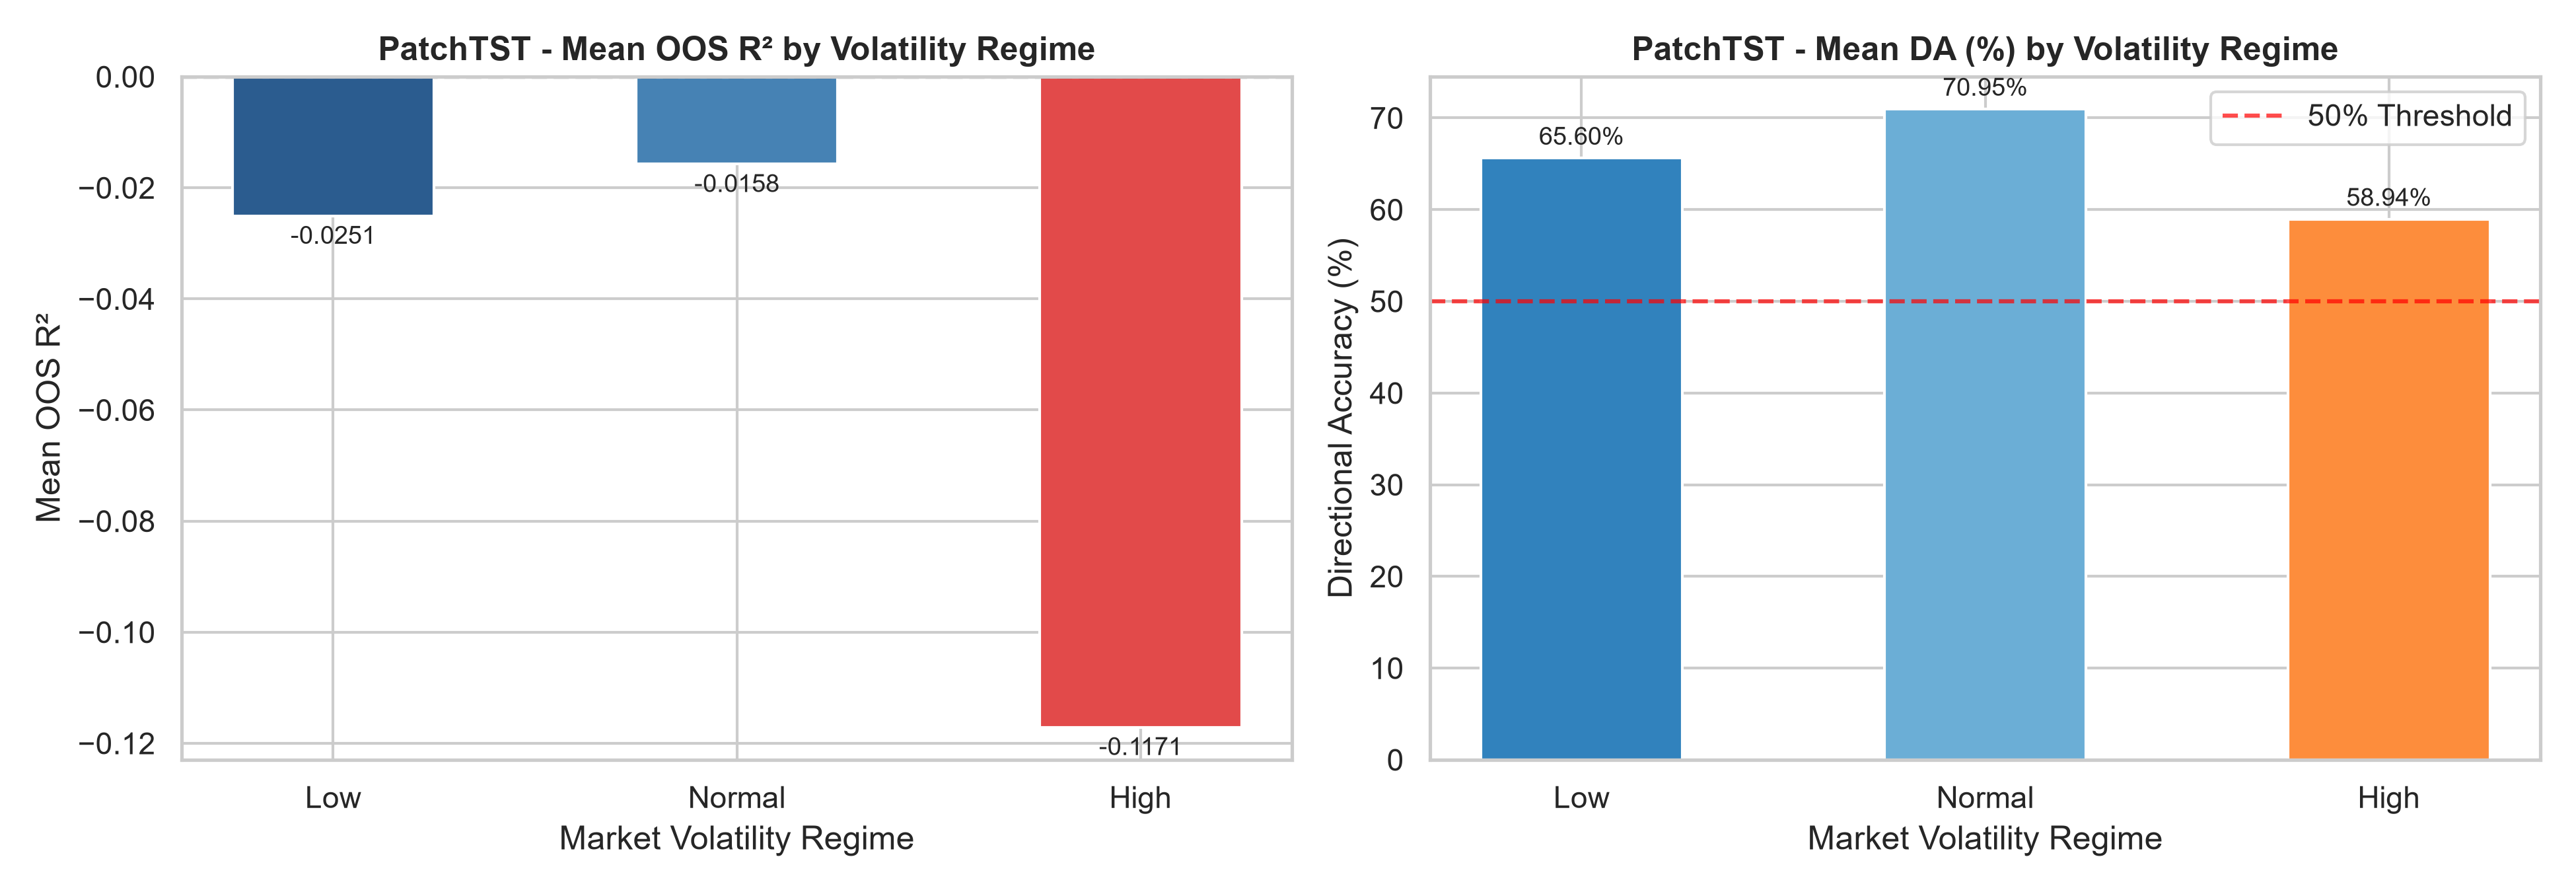 PatchTST - Mean OOS R² by Volatility Regime
Mean OOS R²
0.00
−0.02
−0.04
−0.06
−0.08
−0.10
−0.12
-0.0251
-0.0158
-0.1171
Low
Normal
High
Market Volatility Regime
PatchTST - Mean DA (%) by Volatility Regime
Directional Accuracy (%)
70
60
50
40
30
20
10
0
65.60%
70.95%
58.94%
50% Threshold
Low
Normal
High
Market Volatility Regime